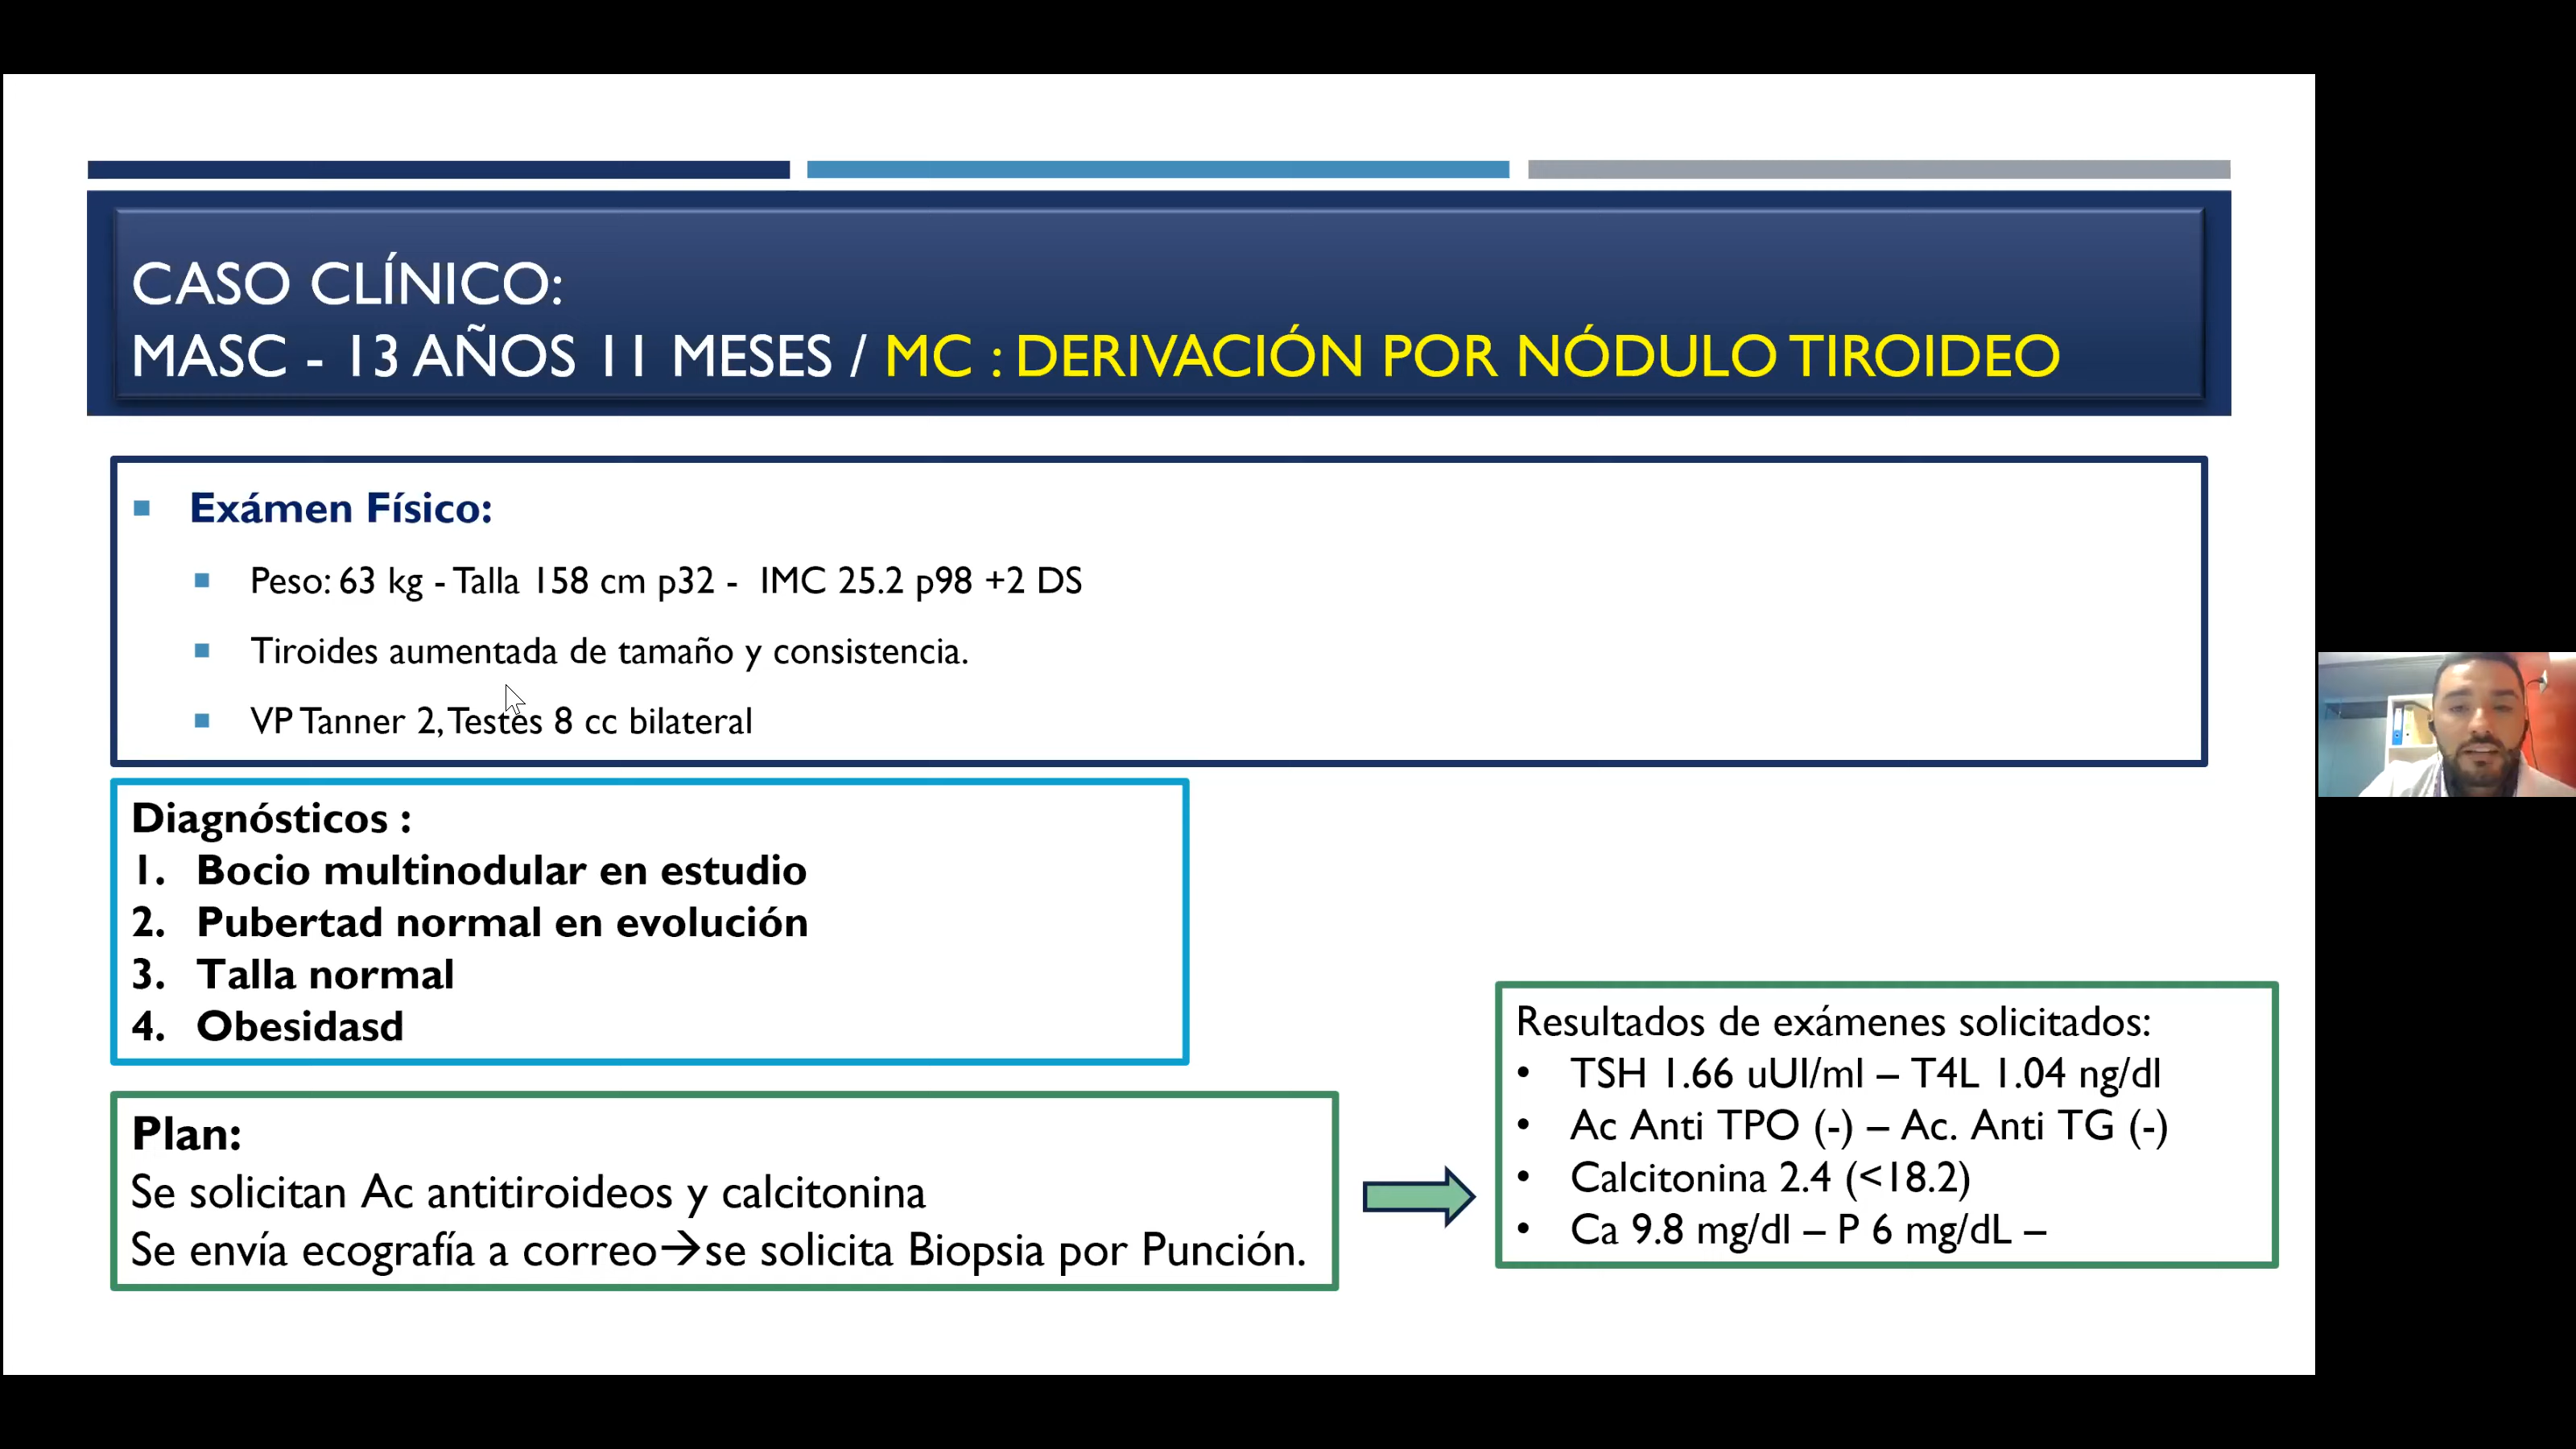 CASO CLÍNICO:
MASC - 13 AÑOS 11 MESES / MC : DERIVACIÓN POR NÓDULO TIROIDEO
Exámen Físico:
Peso: 63 kg - Talla 158 cm p32 - IMC 25.2 p98 +2 DS
Tiroides aumentada de tamaño y consistencia.
VP Tanner 2, Testes 8 cc bilateral
Diagnósticos :
1. Bocio multinodular en estudio
2. Pubertad normal en evolución
3. Talla normal
4. Obesidasd
Plan:
Se solicitan Ac antitiroideos y calcitonina
Se envía ecografía a correo→se solicita Biopsia por Punción.
Resultados de exámenes solicitados:
• TSH 1.66 uUI/ml – T4L 1.04 ng/dl
• Ac Anti TPO (-) – Ac. Anti TG (-)
• Calcitonina 2.4 (<18.2)
• Ca 9.8 mg/dl – P 6 mg/dL –